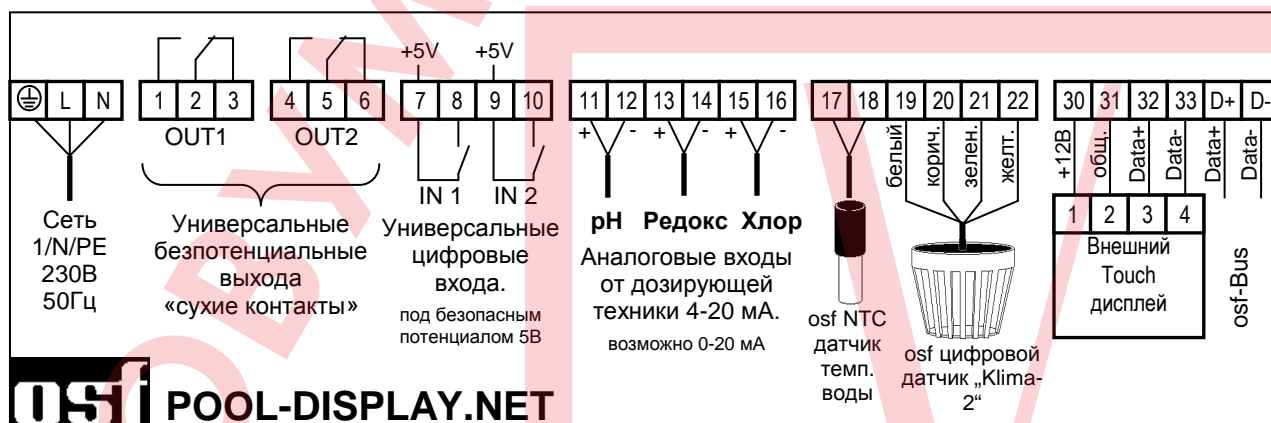 +5V +5V
L N 1 2 3 4 5 6 7 8 9 10 11 12 13 14 15 16 17 18 19 20 21 22 30 31 32 33 D+ D-
OUT1 OUT2
+ - + - + -
белый
корич.
зелен.
желт.
+12В
общ.
Data+
Data-
Data+
Data-
IN 1 IN 2
1 2 3 4
Сеть
1/N/PE
230В
50Гц
Универсальные
безпотенциальные
выхода
«сухие контакты»
Универсальные
цифровые
входа.
под безопасным
потенциалом 5В
pH Редокс Хлор
Аналоговые входы
от дозирующей
техники 4-20 мА.
возможно 0-20 мА
osf NTC
датчик
темп.
воды
osf цифровой
датчик „Klima-
2“
Внешний
Touch
дисплей
osf-Bus
osf POOL-DISPLAY.NET